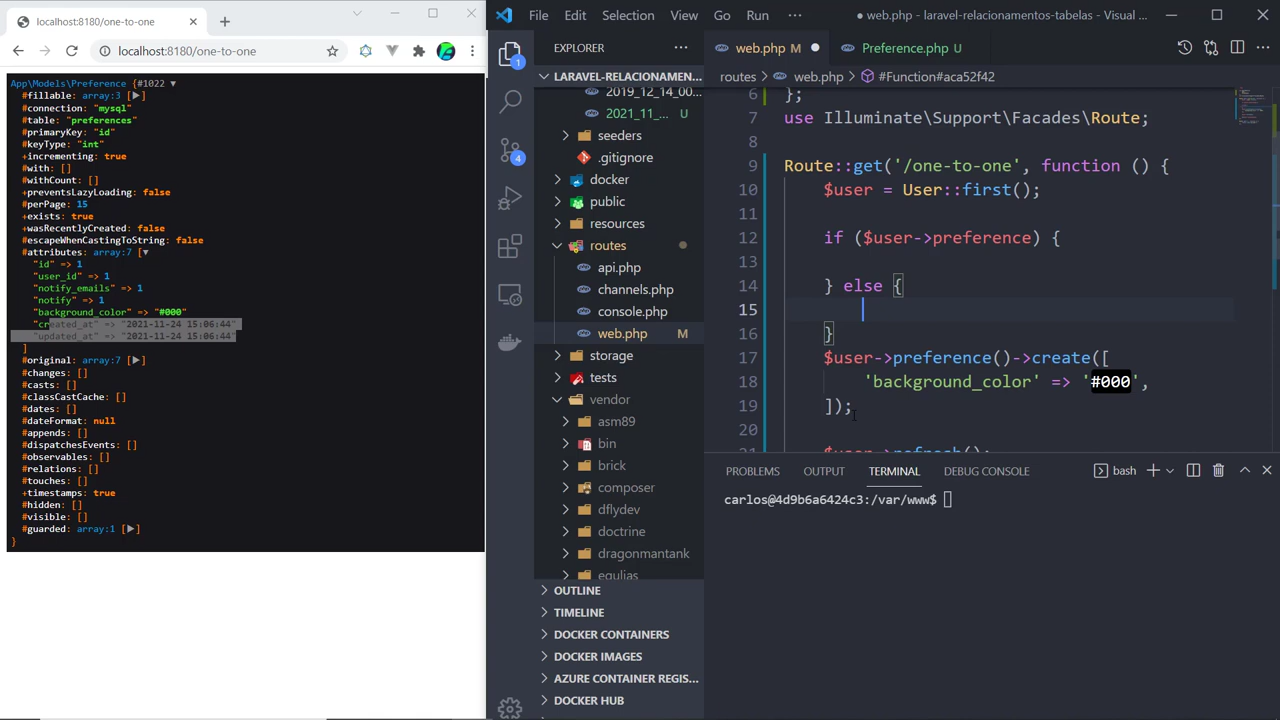 localhost:8180/one-to-one
localhost:8180/one-to-one
App\Models\Preference {#1022 ▼
#fillable: array:3 [▶]
#connection: "mysql"
#table: "preferences"
#primaryKey: "id"
#keyType: "int"
+incrementing: true
#with: []
#withCount: []
+preventsLazyLoading: false
#perPage: 15
+exists: true
+wasRecentlyCreated: false
#escapeWhenCastingToString: false
#attributes: array:7 [▼
"id" => 1
"user_id" => 1
"notify_emails" => 1
"notify" => 1
"background_color" => "#000"
"created_at" => "2021-11-24 15:06:44"
"updated_at" => "2021-11-24 15:06:44"
]
#original: array:7 [▶]
#changes: []
#casts: []
#classCastCache: []
#dates: []
#dateFormat: null
#appends: []
#dispatchesEvents: []
#observables: []
#relations: []
#touches: []
+timestamps: true
#hidden: []
#visible: []
#guarded: array:1 [▶]
}
File Edit Selection View Go Run ··· ● web.php - laravel-relacionamentos-tabelas - Visual ...
EXPLORER ···
1
4
LARAVEL-RELACIONAMEN...
2019_12_14_00...
2021_11_... U
seeders
.gitignore
docker
public
resources
routes
api.php
channels.php
console.php
web.php M
storage
tests
vendor
asm89
bin
brick
composer
dflydev
doctrine
dragonmantank
egulias
OUTLINE
TIMELINE
DOCKER CONTAINERS
DOCKER IMAGES
AZURE CONTAINER REGIS...
DOCKER HUB
web.php M ● Preference.php U
routes > web.php > #Function#aca52f42
6 };
7 use Illuminate\Support\Facades\Route;
8
9 Route::get('/one-to-one', function () {
10 $user = User::first();
11
12 if ($user->preference) {
13
14 } else {
15
16 }
17 $user->preference()->create([
18 'background_color' => '#000',
19 ]);
20
21 $user->refresh();
PROBLEMS OUTPUT TERMINAL DEBUG CONSOLE bash
carlos@4d9b6a6424c3:/var/www$